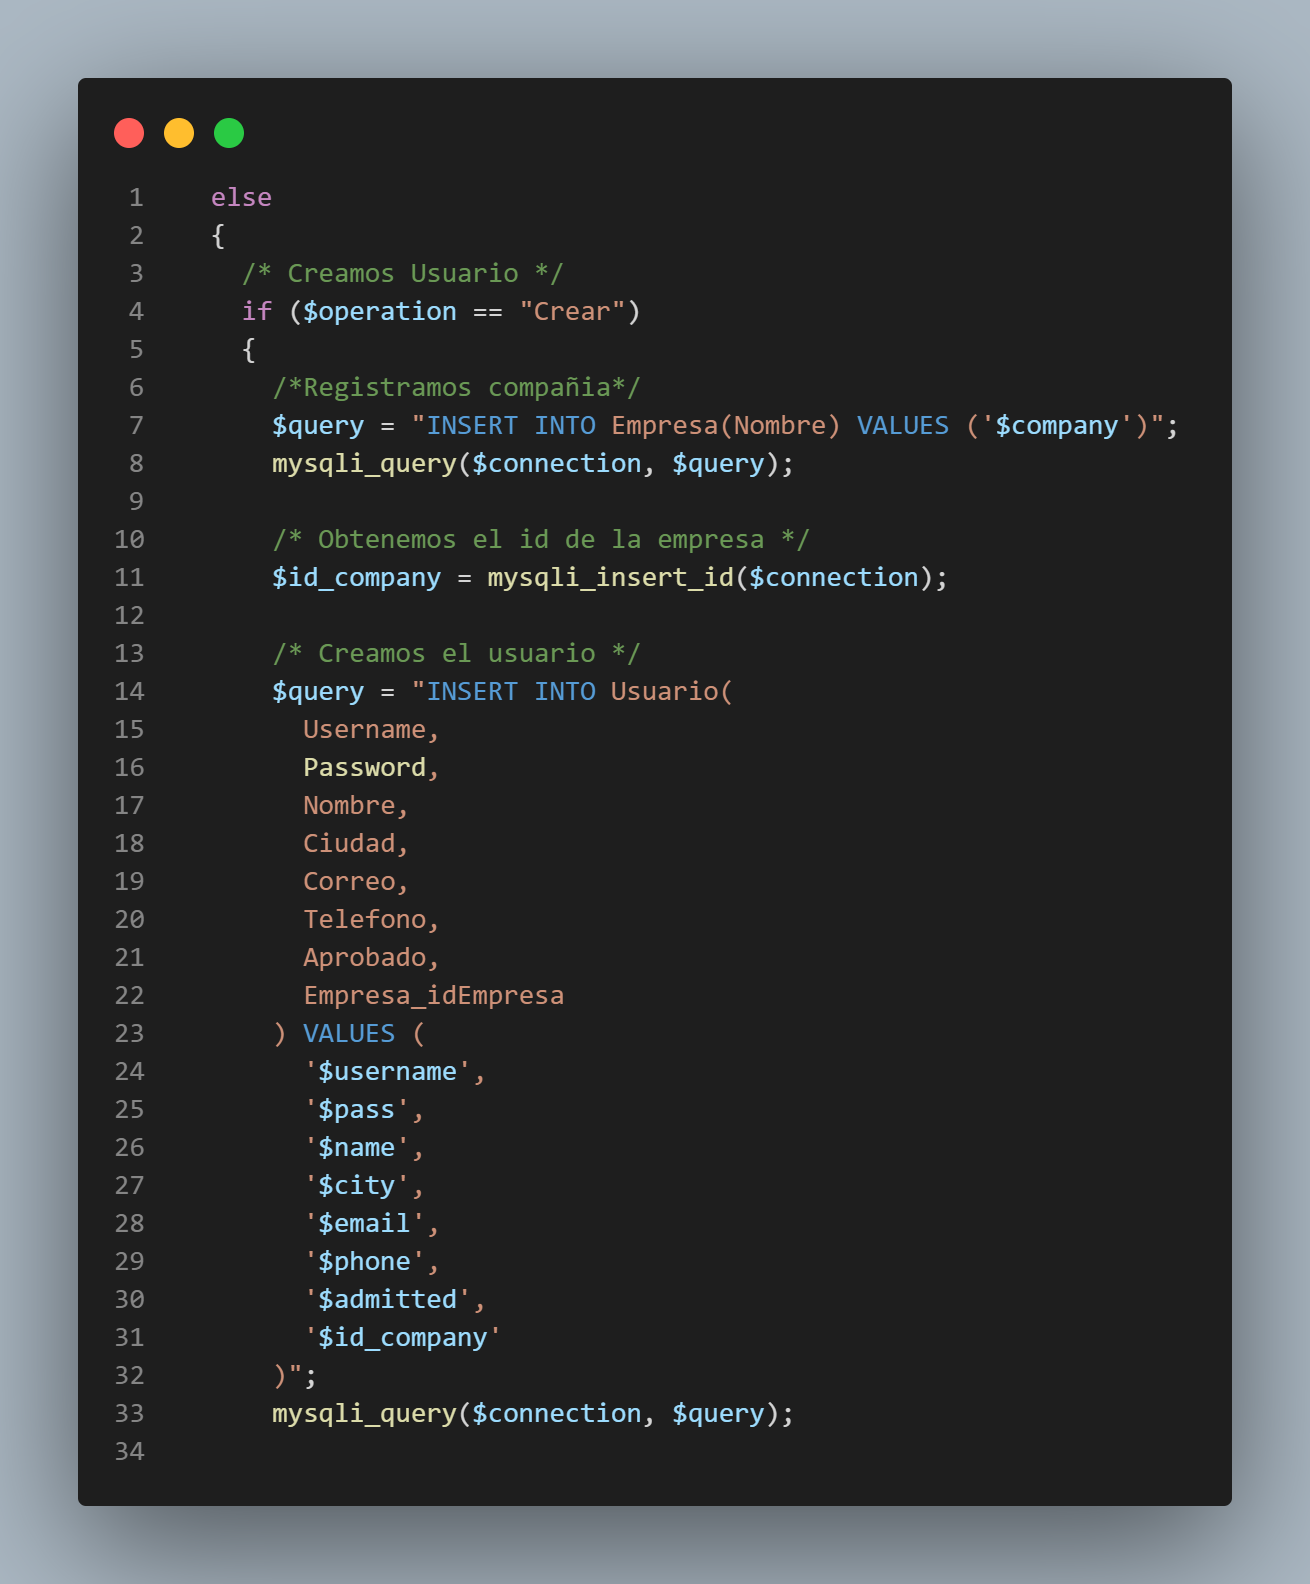 1 else
2 {
3 /* Creamos Usuario */
4 if ($operation == "Crear")
5 {
6 /*Registramos compañia*/
7 $query = "INSERT INTO Empresa(Nombre) VALUES ('$company')";
8 mysqli_query($connection, $query);
9
10 /* Obtenemos el id de la empresa */
11 $id_company = mysqli_insert_id($connection);
12
13 /* Creamos el usuario */
14 $query = "INSERT INTO Usuario(
15 Username,
16 Password,
17 Nombre,
18 Ciudad,
19 Correo,
20 Telefono,
21 Aprobado,
22 Empresa_idEmpresa
23 ) VALUES (
24 '$username',
25 '$pass',
26 '$name',
27 '$city',
28 '$email',
29 '$phone',
30 '$admitted',
31 '$id_company'
32 )";
33 mysqli_query($connection, $query);
34